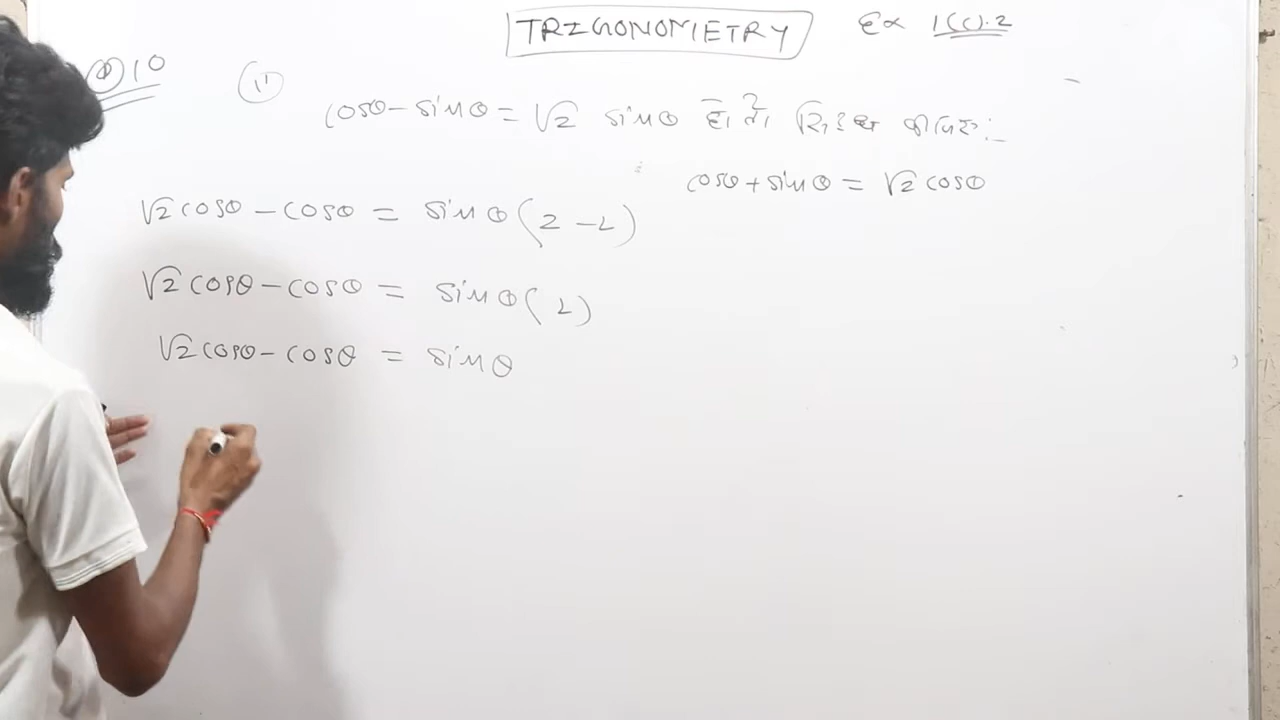 TRIGONOMETRY Ex 1(c).2
Q10 (ii)
cosθ - sinθ = √2 sinθ हो तो सिद्ध कीजिए:
cosθ + sinθ = √2 cosθ
√2 cosθ - cosθ = sinθ (2 - 1)
√2 cosθ - cosθ = sinθ (1)
√2 cosθ - cosθ = sinθ